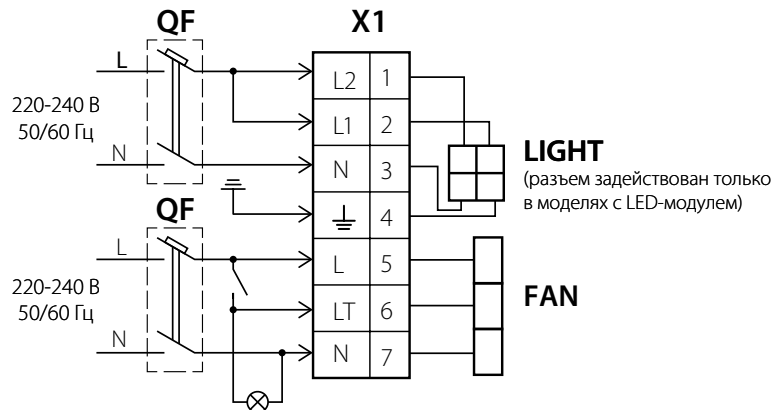 QF
X1
L
220-240 В
50/60 Гц
N
L2 1
L1 2
N 3
4
LIGHT
(разъем задействован только
в моделях с LED-модулем)
QF
L
220-240 В
50/60 Гц
N
L 5
LT 6
N 7
FAN